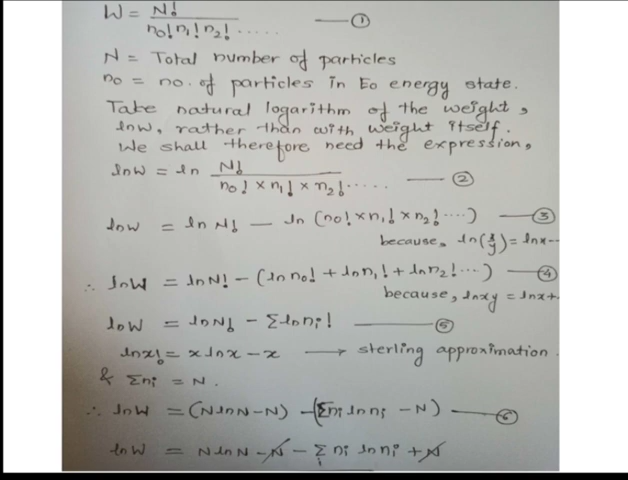 W = N! / n₀! n₁! n₂! ..... —①
N = Total number of particles
n₀ = no. of particles in E₀ energy state.
Take natural logarithm of the weight,
lnW, rather than with weight itself.
We shall therefore need the expression,
lnW = ln N! / n₀! × n₁! × n₂! ..... —②
lnW = ln N! — ln (n₀! × n₁! × n₂! ....) —③
because, ln(x/y) = lnx --
∴ lnW = lnN! - (ln n₀! + ln n₁! + ln n₂! ...) —④
because, lnxy = lnx+
lnW = lnN! - Σ ln nᵢ! —⑤
lnx! = x lnx - x → sterling approximation.
& Σnᵢ = N.
∴ lnW = (N lnN - N) - (Σnᵢ ln nᵢ - N) —⑥
lnW = N lnN - N - Σᵢ nᵢ ln nᵢ + N